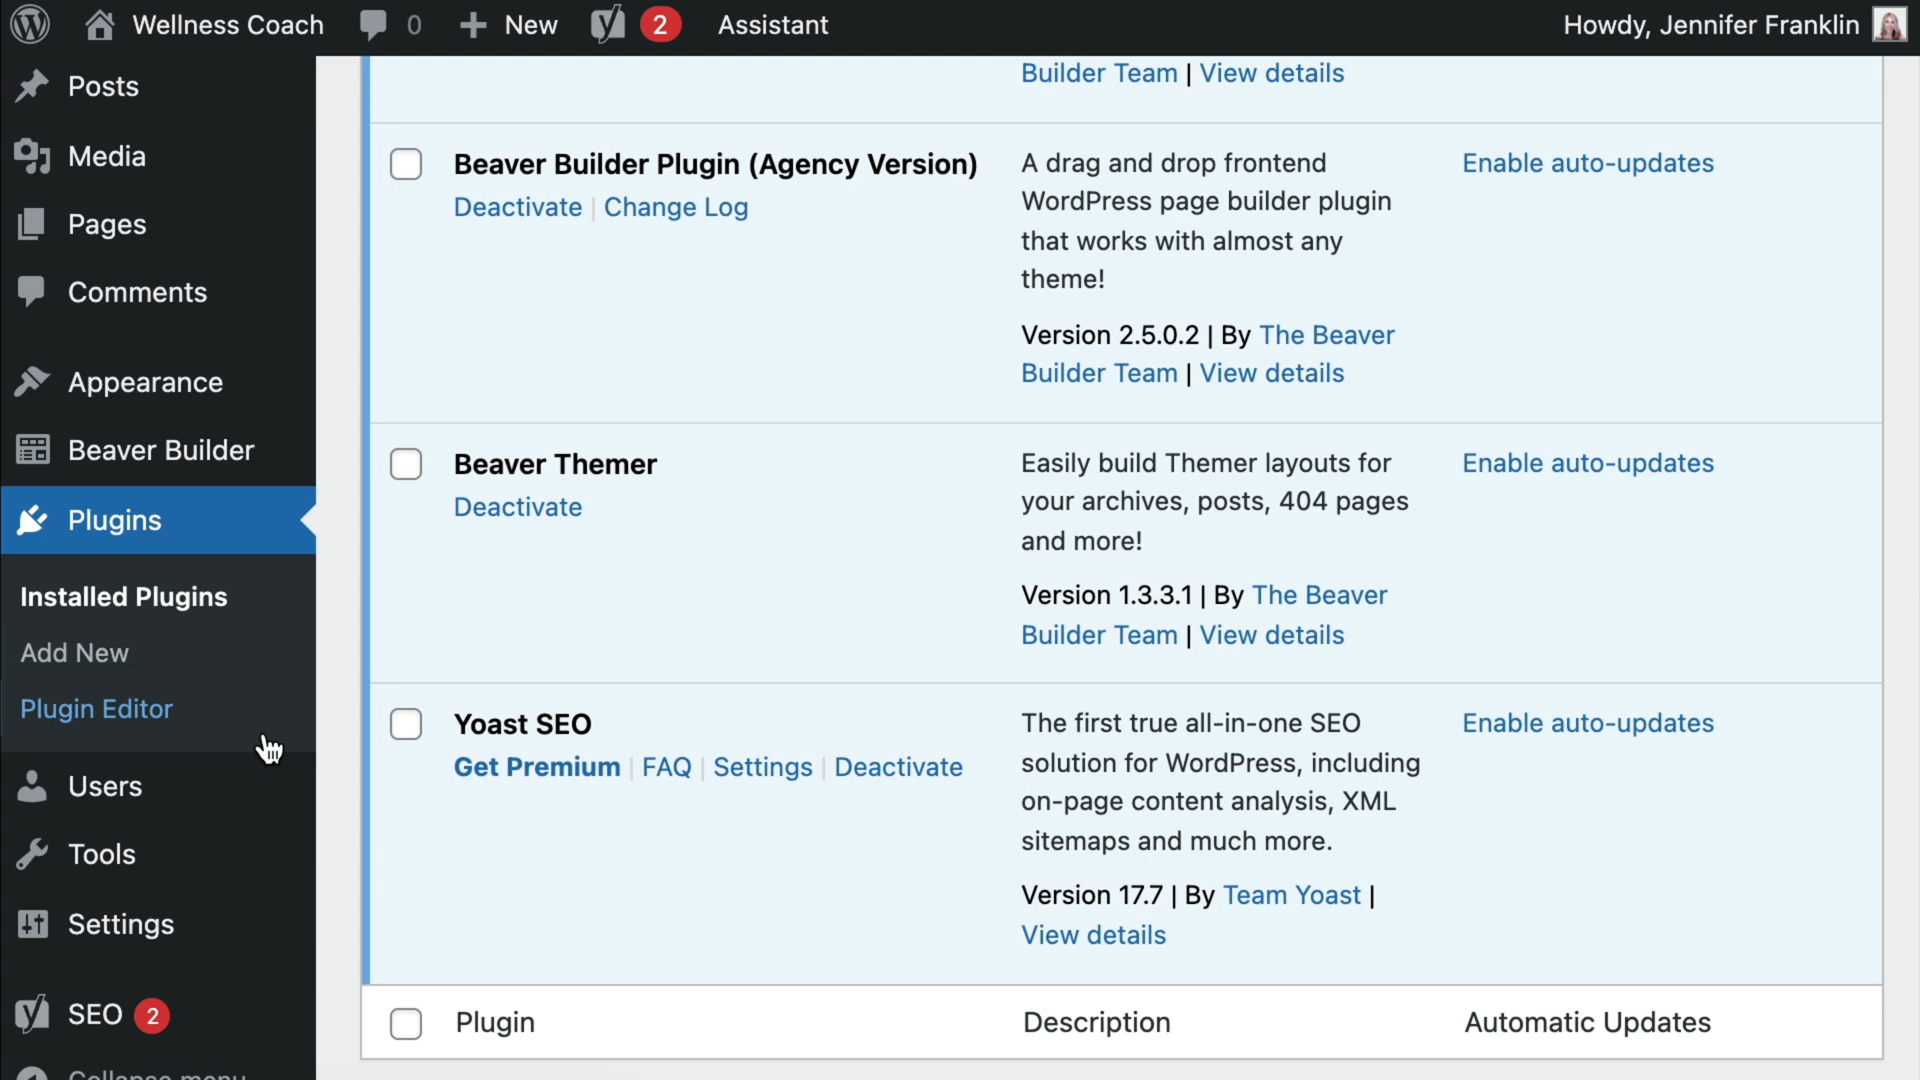 Wellness Coach 0 New 2 Assistant Howdy, Jennifer Franklin
Posts
Media
Pages
Comments
Appearance
Beaver Builder
Plugins
Installed Plugins
Add New
Plugin Editor
Users
Tools
Settings
SEO 2
Collapse menu
Builder Team | View details
Beaver Builder Plugin (Agency Version)
Deactivate | Change Log
A drag and drop frontend
WordPress page builder plugin
that works with almost any
theme!
Version 2.5.0.2 | By The Beaver
Builder Team | View details
Enable auto-updates
Beaver Themer
Deactivate
Easily build Themer layouts for
your archives, posts, 404 pages
and more!
Version 1.3.3.1 | By The Beaver
Builder Team | View details
Enable auto-updates
Yoast SEO
Get Premium | FAQ | Settings | Deactivate
The first true all-in-one SEO
solution for WordPress, including
on-page content analysis, XML
sitemaps and much more.
Version 17.7 | By Team Yoast |
View details
Enable auto-updates
Plugin Description Automatic Updates